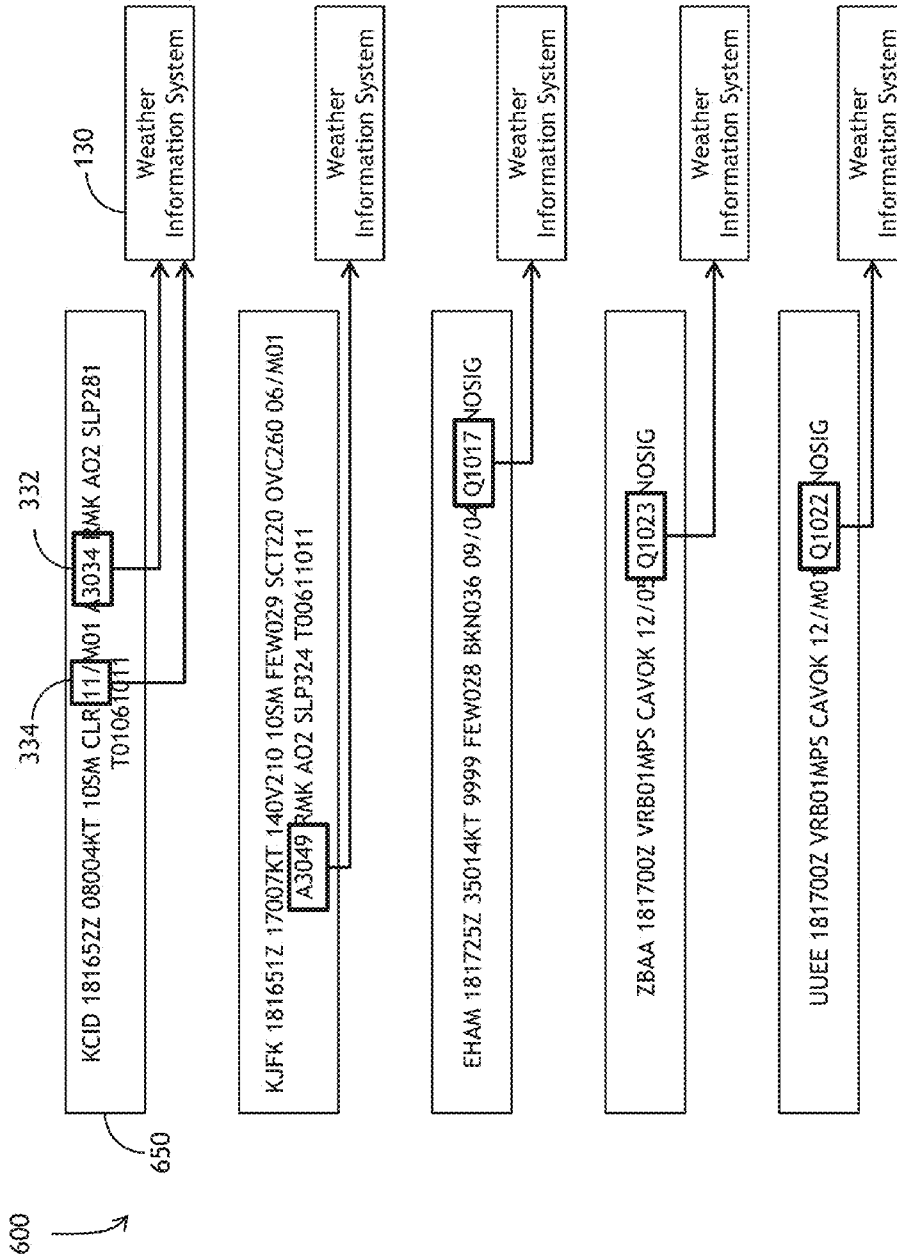 600
650
334
332
130
KCID 181652Z 08004KT 10SM CLR 11/M01 A3034 RMK AO2 SLP281
T01061011
Weather
Information System
KJFK 181651Z 17007KT 140V210 10SM FEW029 SCT220 OVC260 06/M01
A3049 RMK AO2 SLP324 T00611011
Weather
Information System
EHAM 181725Z 35014KT 9999 FEW028 BKN036 09/04 Q1017 NOSIG
Weather
Information System
ZBAA 181700Z VRB01MPS CAVOK 12/05 Q1023 NOSIG
Weather
Information System
UUEE 181700Z VRB01MPS CAVOK 12/M01 Q1022 NOSIG
Weather
Information System